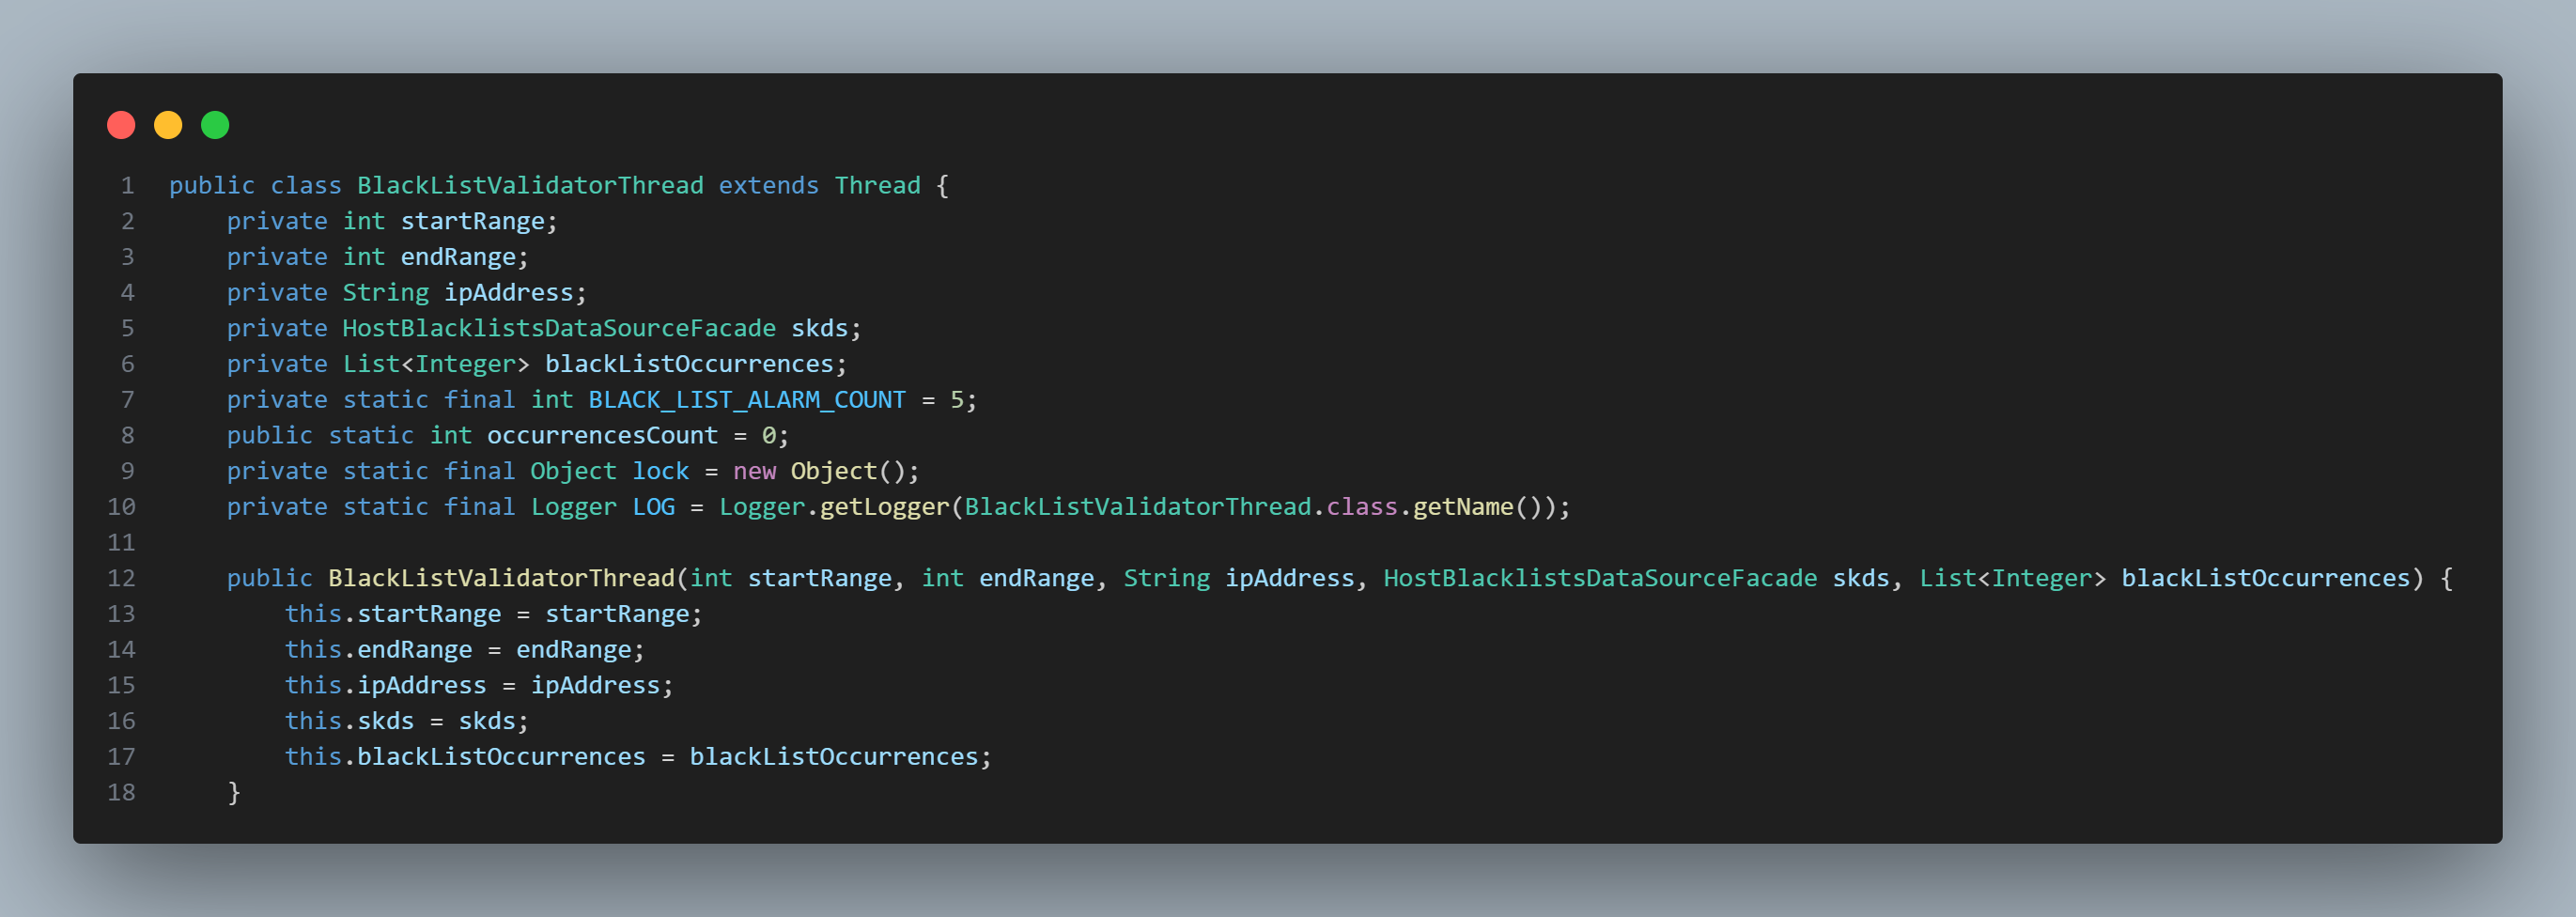 1 public class BlackListValidatorThread extends Thread {
2     private int startRange;
3     private int endRange;
4     private String ipAddress;
5     private HostBlacklistsDataSourceFacade skds;
6     private List<Integer> blackListOccurrences;
7     private static final int BLACK_LIST_ALARM_COUNT = 5;
8     public static int occurrencesCount = 0;
9     private static final Object lock = new Object();
10     private static final Logger LOG = Logger.getLogger(BlackListValidatorThread.class.getName());
11
12     public BlackListValidatorThread(int startRange, int endRange, String ipAddress, HostBlacklistsDataSourceFacade skds, List<Integer> blackListOccurrences) {
13         this.startRange = startRange;
14         this.endRange = endRange;
15         this.ipAddress = ipAddress;
16         this.skds = skds;
17         this.blackListOccurrences = blackListOccurrences;
18     }